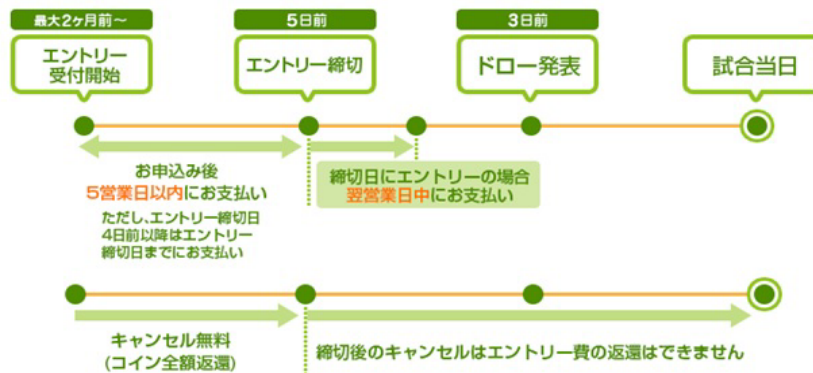 最大2ヶ月前～
5日前
3日前
エントリー
受付開始
エントリー締切
ドロー発表
試合当日
お申込み後
5営業日以内にお支払い
ただし、エントリー締切日
4日前以降はエントリー
締切日までにお支払い
締切日にエントリーの場合
翌営業日中にお支払い
キャンセル無料
(コイン全額返還)
締切後のキャンセルはエントリー費の返還はできません